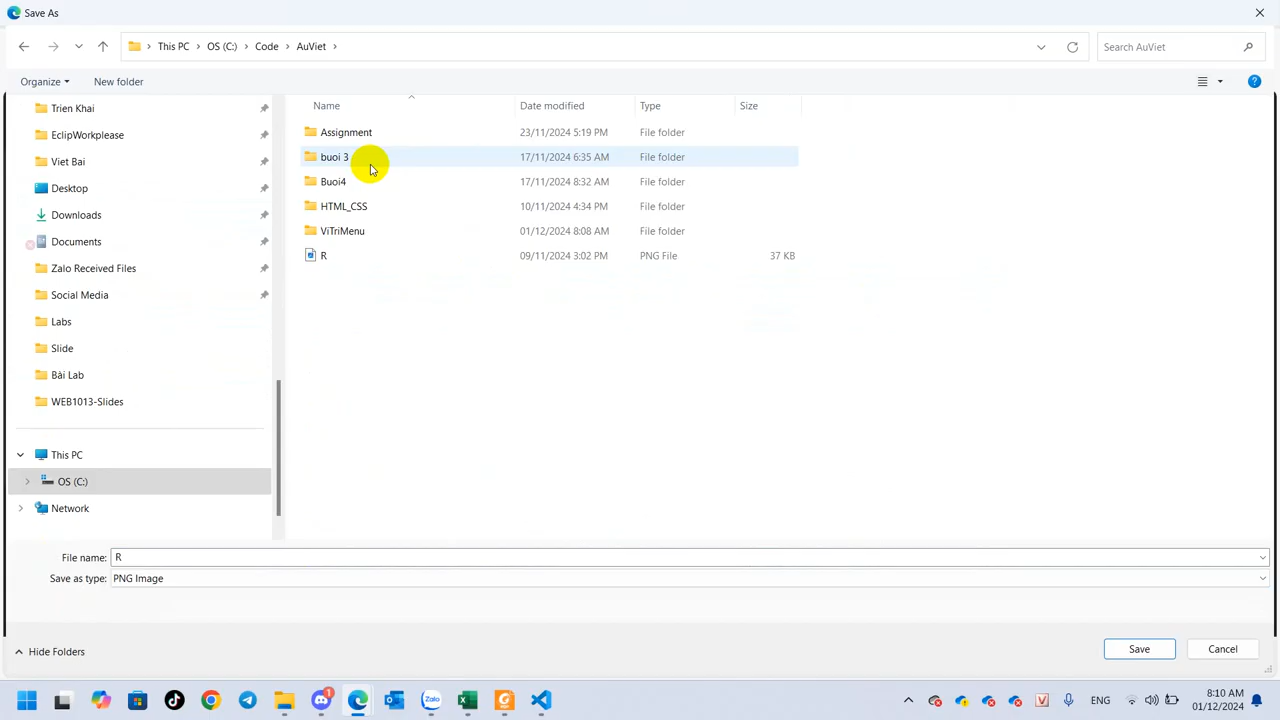 Save As
This PC > OS (C:) > Code > AuViet >
Search AuViet
Organize
New folder
Name Date modified Type Size
Trien Khai
EclipWorkplease
Viet Bai
Desktop
Downloads
Documents
Zalo Received Files
Social Media
Labs
Slide
Bài Lab
WEB1013-Slides
This PC
OS (C:)
Network
Assignment 23/11/2024 5:19 PM File folder
buoi 3 17/11/2024 6:35 AM File folder
Buoi4 17/11/2024 8:32 AM File folder
HTML_CSS 10/11/2024 4:34 PM File folder
ViTriMenu 01/12/2024 8:08 AM File folder
R 09/11/2024 3:02 PM PNG File 37 KB
File name: R
Save as type: PNG Image
Hide Folders
Save
Cancel
Zalo
1
V
ENG
8:10 AM
01/12/2024